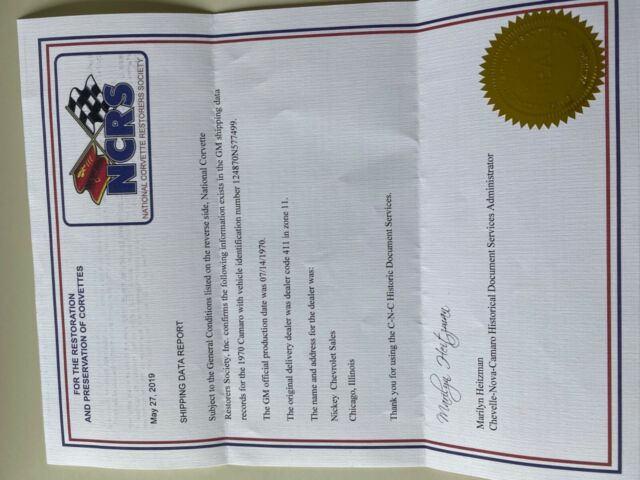 NCRS
NATIONAL CORVETTE RESTORERS SOCIETY
FOR THE RESTORATION
AND PRESERVATION OF CORVETTES
May 27, 2019
SHIPPING DATA REPORT
Subject to the General Conditions listed on the reverse side, National Corvette
Restorers Society, Inc. confirms the following information exists in the GM shipping data
records for the 1970 Camaro with vehicle identification number 124870N577499.
The GM official production date was 07/14/1970.
The original delivery dealer was dealer code 411 in zone 11.
The name and address for the dealer was:
Nickey Chevrolet Sales
Chicago, Illinois
Thank you for using the C-N-C Historic Document Services.
Marilyn Heitzman
Marilyn Heitzman
Chevelle-Nova-Camaro Historical Document Services Administrator